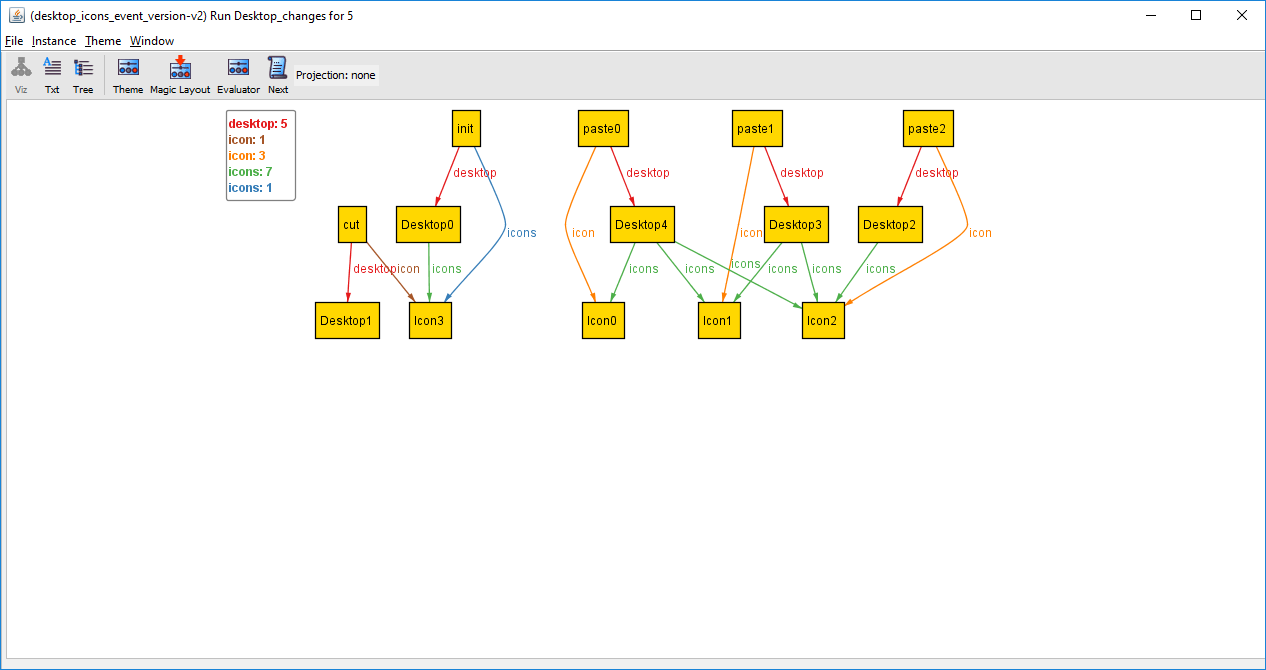 (desktop_icons_event_version-v2) Run Desktop_changes for 5
File Instance Theme Window
Viz Txt Tree Theme Magic Layout Evaluator Next Projection: none
desktop: 5
icon: 1
icon: 3
icons: 7
icons: 1
init paste0 paste1 paste2
desktop desktop desktop desktop
cut Desktop0 Desktop4 Desktop3 Desktop2
icons icon icon icon
desktop icon icons icons icons icons icons icons icons
Desktop1 Icon3 Icon0 Icon1 Icon2